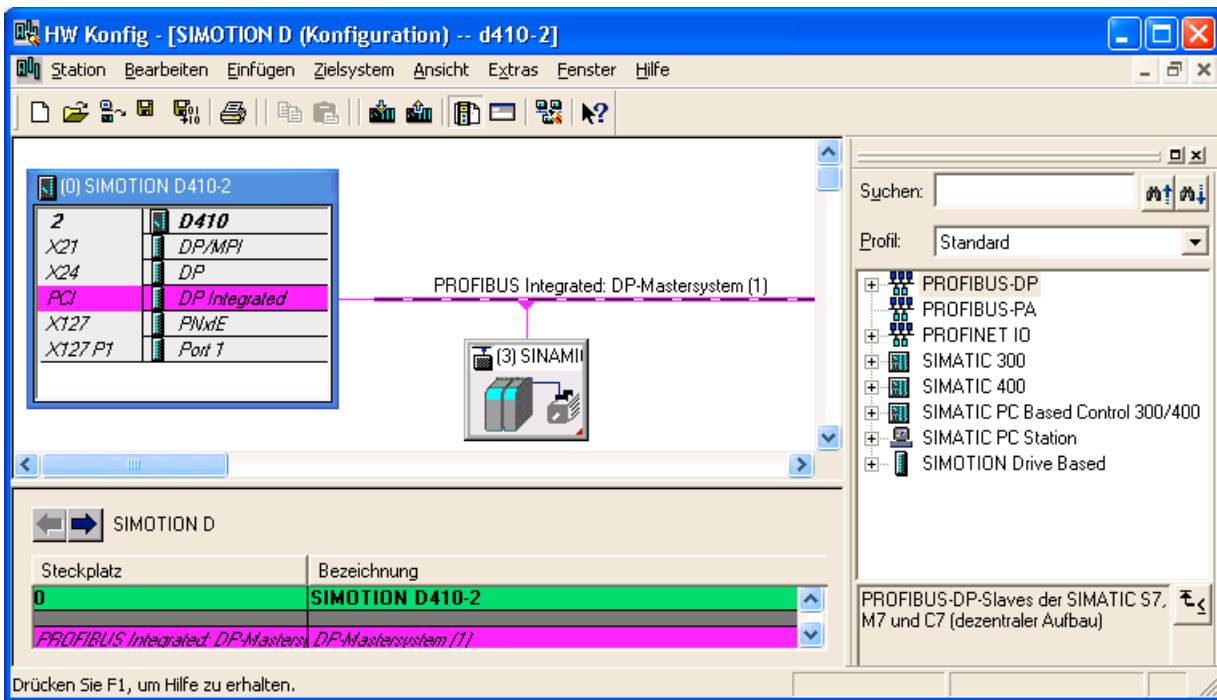 HW Konfig - [SIMOTION D (Konfiguration) -- d410-2]
Station Bearbeiten Einfügen Zielsystem Ansicht Extras Fenster Hilfe
(0) SIMOTION D410-2
2 D410
X21 DP/MPI
X24 DP
PCI DP Integrated
X127 PNxIE
X127 P1 Port 1
PROFIBUS Integrated: DP-Mastersystem (1)
(3) SINAMI
Suchen:
Profil: Standard
PROFIBUS-DP
PROFIBUS-PA
PROFINET IO
SIMATIC 300
SIMATIC 400
SIMATIC PC Based Control 300/400
SIMATIC PC Station
SIMOTION Drive Based
SIMOTION D
Steckplatz Bezeichnung
0 SIMOTION D410-2
PROFIBUS Integrated: DP-Masters DP-Mastersystem (1)
PROFIBUS-DP-Slaves der SIMATIC S7,
M7 und C7 (dezentraler Aufbau)
Drücken Sie F1, um Hilfe zu erhalten.